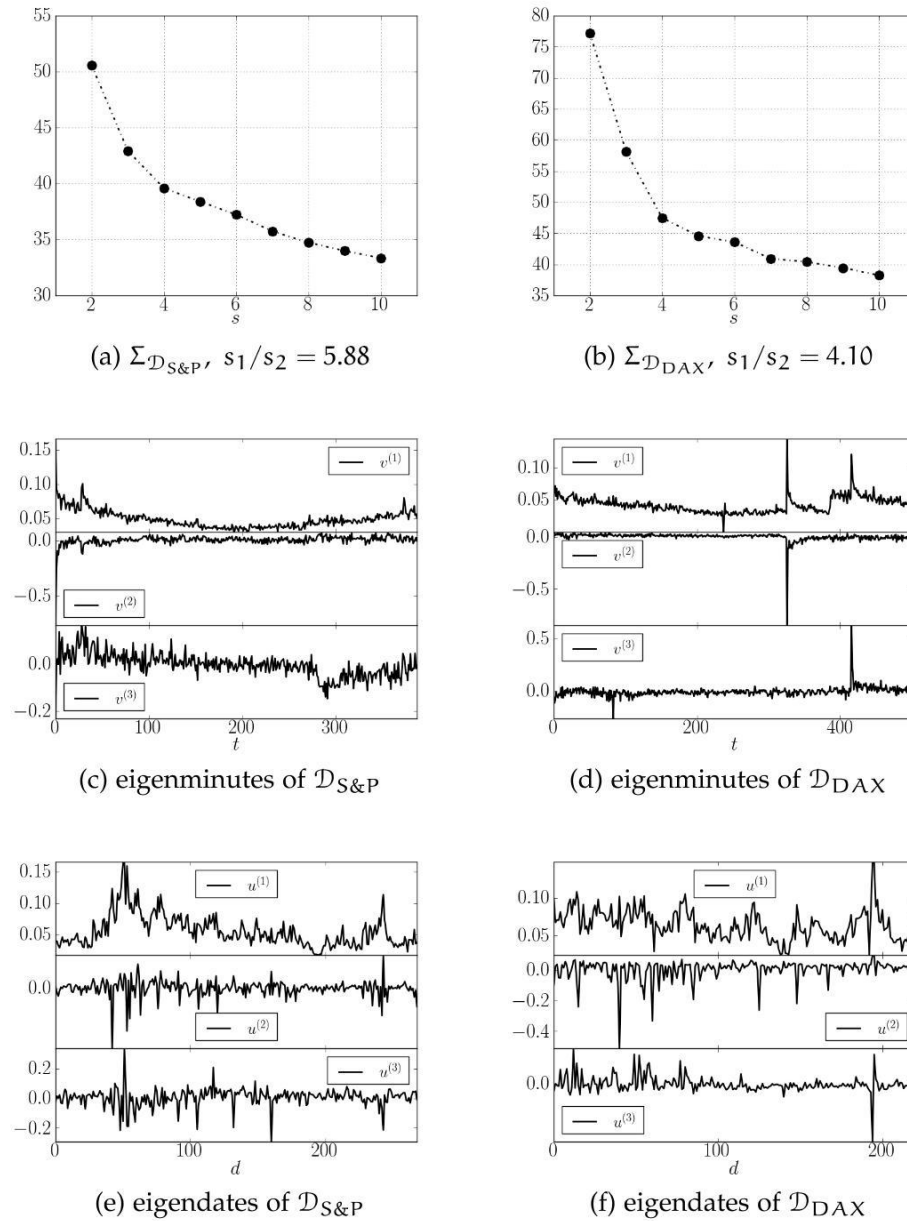 55
50
45
40
35
30
2 4 6 8 10
s
(a) Σ𝒟S&P, s1/s2 = 5.88
80
75
70
65
60
55
50
45
40
35
2 4 6 8 10
s
(b) Σ𝒟DAX, s1/s2 = 4.10
0.15
0.10
0.05
v(1)
0.0
−0.5
v(2)
0.0
−0.2
v(3)
0 100 200 300
t
(c) eigenminutes of 𝒟S&P
0.10
0.05
v(1)
0.0
−0.5
v(2)
0.5
0.0
v(3)
0 200 400
t
(d) eigenminutes of 𝒟DAX
0.15
0.10
0.05
u(1)
0.0
u(2)
0.2
0.0
−0.2
u(3)
0 100 200
d
(e) eigendates of 𝒟S&P
0.10
0.05
u(1)
0.0
−0.2
−0.4
u(2)
0.0
u(3)
0 100 200
d
(f) eigendates of 𝒟DAX